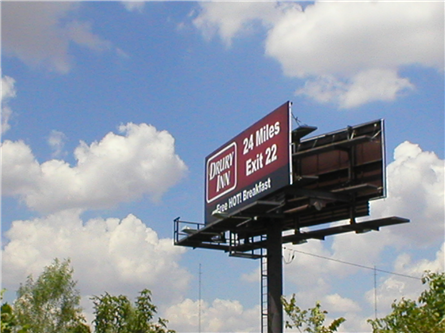 DRURY
INN
24 Miles
Exit 22
Free HOT! Breakfast